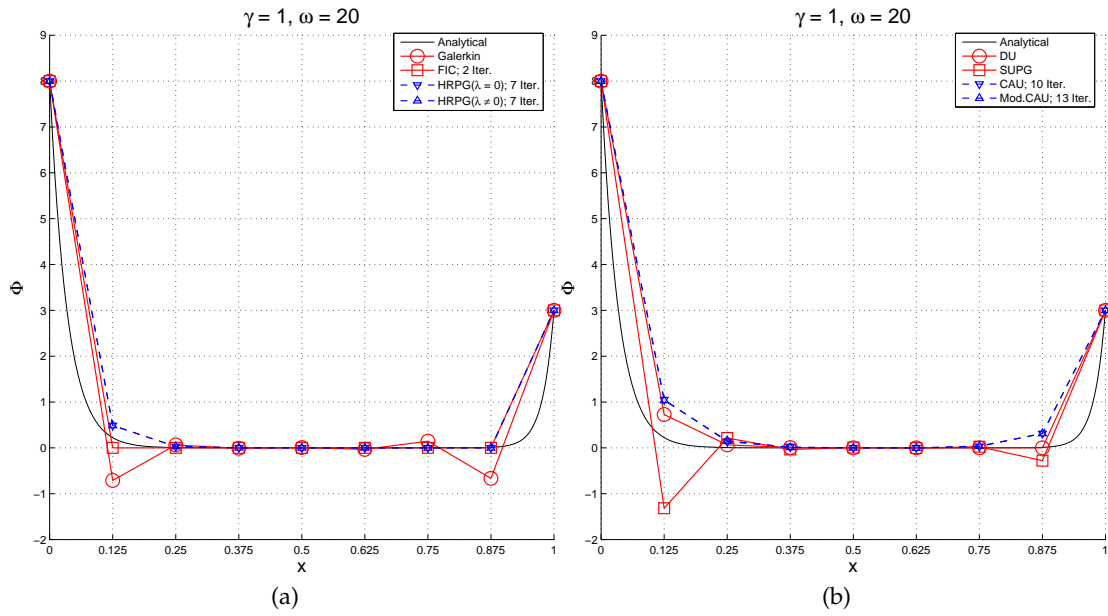 γ = 1, ω = 20
9
8
7
6
5
4
3
2
1
0
−1
−2
Φ
0
0.125
0.25
0.375
0.5
0.625
0.75
0.875
1
x
Analytical
Galerkin
FIC; 2 Iter.
HRPG(λ = 0); 7 Iter.
HRPG(λ ≠ 0); 7 Iter.
(a)
γ = 1, ω = 20
9
8
7
6
5
4
3
2
1
0
−1
−2
Φ
0
0.125
0.25
0.375
0.5
0.625
0.75
0.875
1
x
Analytical
DU
SUPG
CAU; 10 Iter.
Mod.CAU; 13 Iter.
(b)